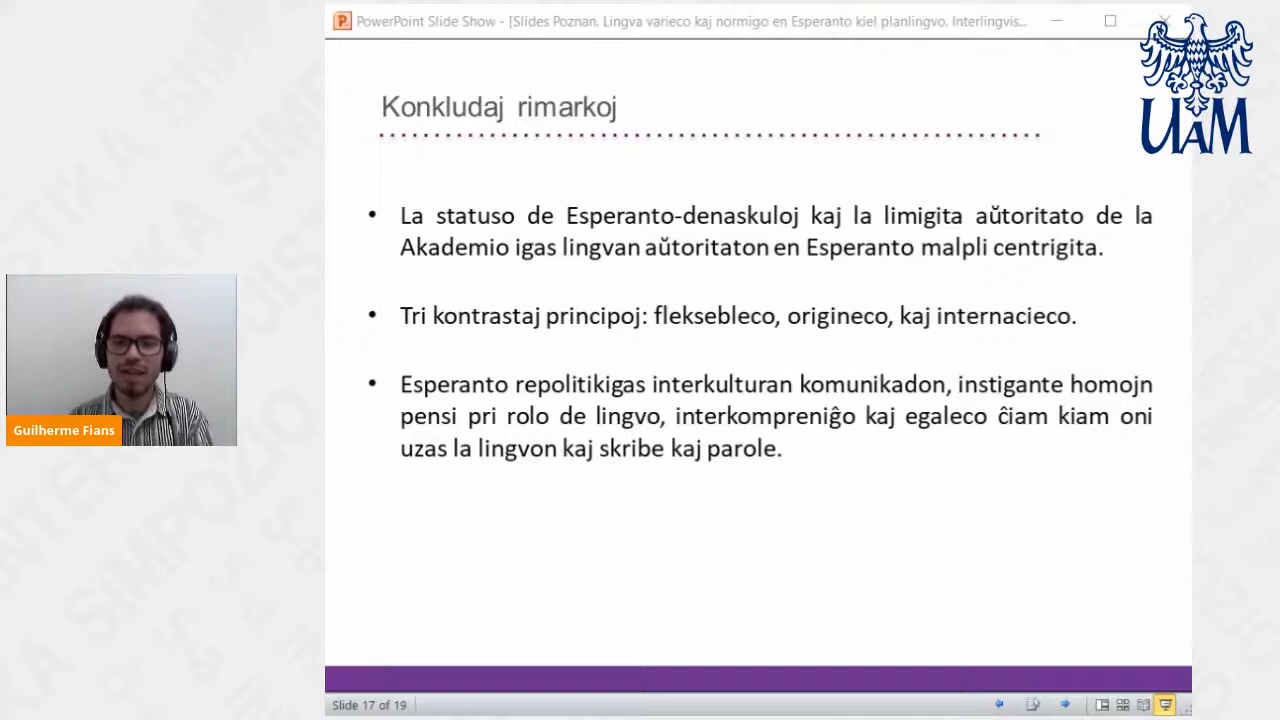 PowerPoint Slide Show - [Slides Poznan. Lingva varieco kaj normigo en Esperanto kiel planlingvo. Interlingvis...
UAM
Konkludaj rimarkoj
• La statuso de Esperanto-denaskuloj kaj la limigita aŭtoritato de la
Akademio igas lingvan aŭtoritaton en Esperanto malpli centrigita.
• Tri kontrastaj principoj: fleksebleco, origineco, kaj internacieco.
• Esperanto repolitikigas interkulturan komunikadon, instigante homojn
pensi pri rolo de lingvo, interkompreniĝo kaj egaleco ĉiam kiam oni
uzas la lingvon kaj skribe kaj parole.
Guilherme Fians
Slide 17 of 19